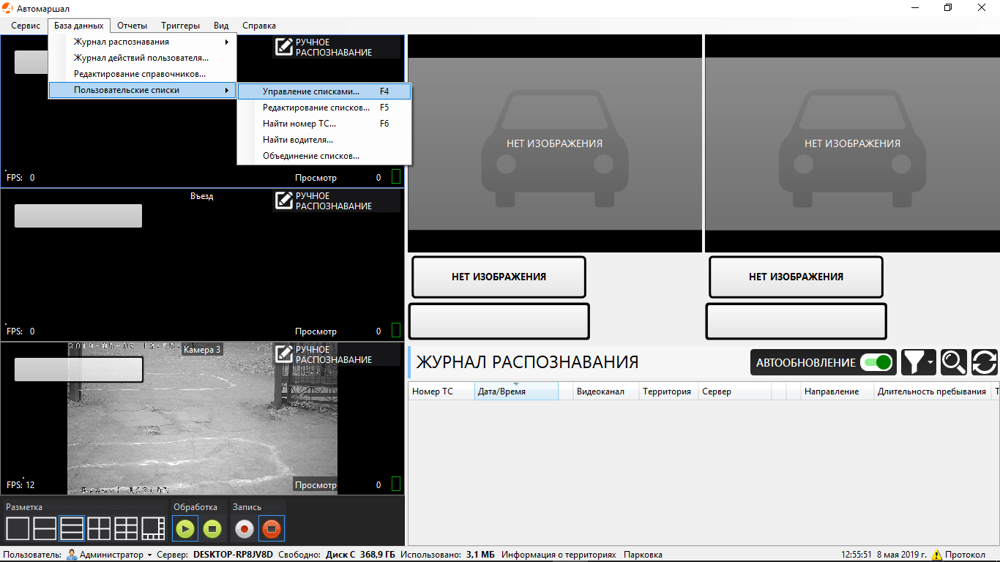 Автомаршал
Сервис База данных Отчеты Триггеры Вид Справка
Журнал распознавания
Журнал действий пользователя...
Редактирование справочников...
Пользовательские списки
Управление списками... F4
Редактирование списков... F5
Найти номер ТС... F6
Найти водителя...
Объединение списков...
РУЧНОЕ
РАСПОЗНАВАНИЕ
FPS: 0 Просмотр 0
Въезд
РУЧНОЕ
РАСПОЗНАВАНИЕ
FPS: 0 Просмотр 0
Камера 3
РУЧНОЕ
РАСПОЗНАВАНИЕ
FPS: 12 Просмотр 0
Разметка Обработка Запись
НЕТ ИЗОБРАЖЕНИЯ НЕТ ИЗОБРАЖЕНИЯ
НЕТ ИЗОБРАЖЕНИЯ НЕТ ИЗОБРАЖЕНИЯ
ЖУРНАЛ РАСПОЗНАВАНИЯ АВТООБНОВЛЕНИЕ
Номер ТС Дата/Время Видеоканал Территория Сервер Направление Длительность пребывания Т
Пользователь: Администратор Сервер: DESKTOP-RP8JV8D Свободно: Диск C 368,9 ГБ Использовано: 3,1 МБ Информация о территориях Парковка 12:55:51 8 мая 2019 г. Протокол